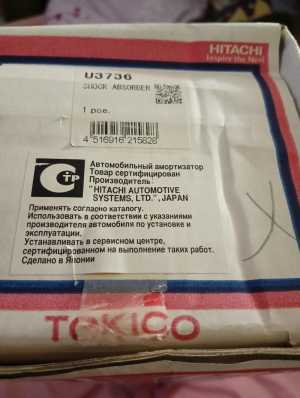 HITACHI
Inspire the Next
U3736
SHOCK ABSORBER
1 pce.
4 516916 215828
Автомобильный амортизатор
Товар сертифицирован
Производитель
"HITACHI AUTOMOTIVE
SYSTEMS, LTD.", JAPAN
Применять согласно каталогу.
Использовать в соответствии с указаниями
производителя автомобиля по установке и
эксплуатации.
Устанавливать в сервисном центре,
сертифицированном на выполнение таких работ.
Сделано в Японии
TOKICO